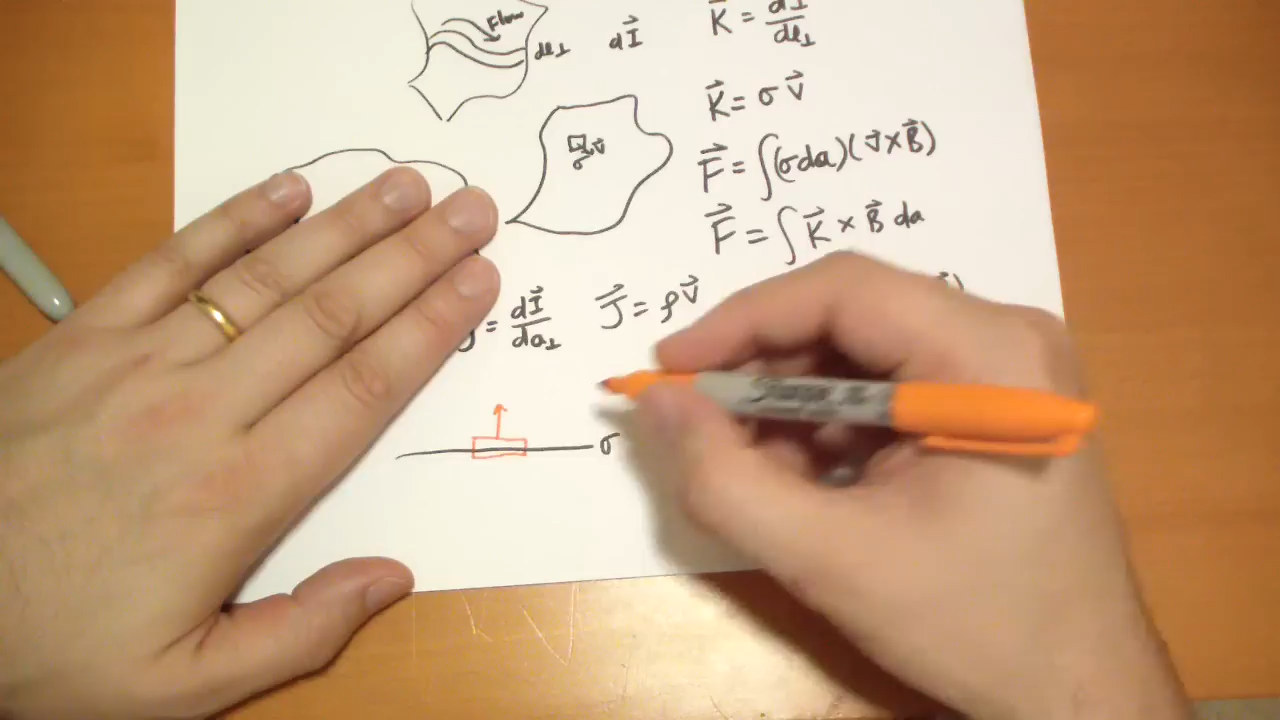 Flow
dl⊥
dI⃗
K⃗ = dI⃗/dl⊥
K⃗ = σv⃗
σ v⃗
F⃗ = ∫(σda)(v⃗×B⃗)
F⃗ = ∫K⃗ × B⃗ da
= dI⃗/da⊥
J⃗ = ρv⃗
σ